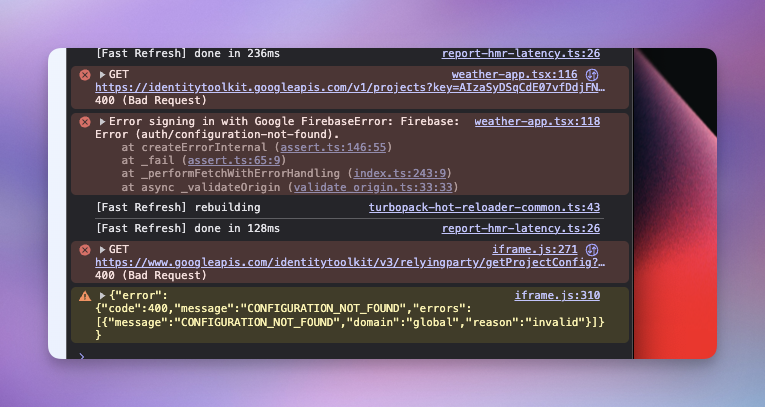 [Fast Refresh] done in 236ms report-hmr-latency.ts:26
GET weather-app.tsx:116
https://identitytoolkit.googleapis.com/v1/projects?key=AIzaSyDSqCdE07vfDdjFN…
400 (Bad Request)
Error signing in with Google FirebaseError: Firebase: weather-app.tsx:118
Error (auth/configuration-not-found).
at createErrorInternal (assert.ts:146:55)
at _fail (assert.ts:65:9)
at _performFetchWithErrorHandling (index.ts:243:9)
at async _validateOrigin (validate_origin.ts:33:33)
[Fast Refresh] rebuilding turbopack-hot-reloader-common.ts:43
[Fast Refresh] done in 128ms report-hmr-latency.ts:26
GET iframe.js:271
https://www.googleapis.com/identitytoolkit/v3/relyingparty/getProjectConfig?…
400 (Bad Request)
{"error": iframe.js:310
{"code":400,"message":"CONFIGURATION_NOT_FOUND","errors":
[{"message":"CONFIGURATION_NOT_FOUND","domain":"global","reason":"invalid"}]}
}